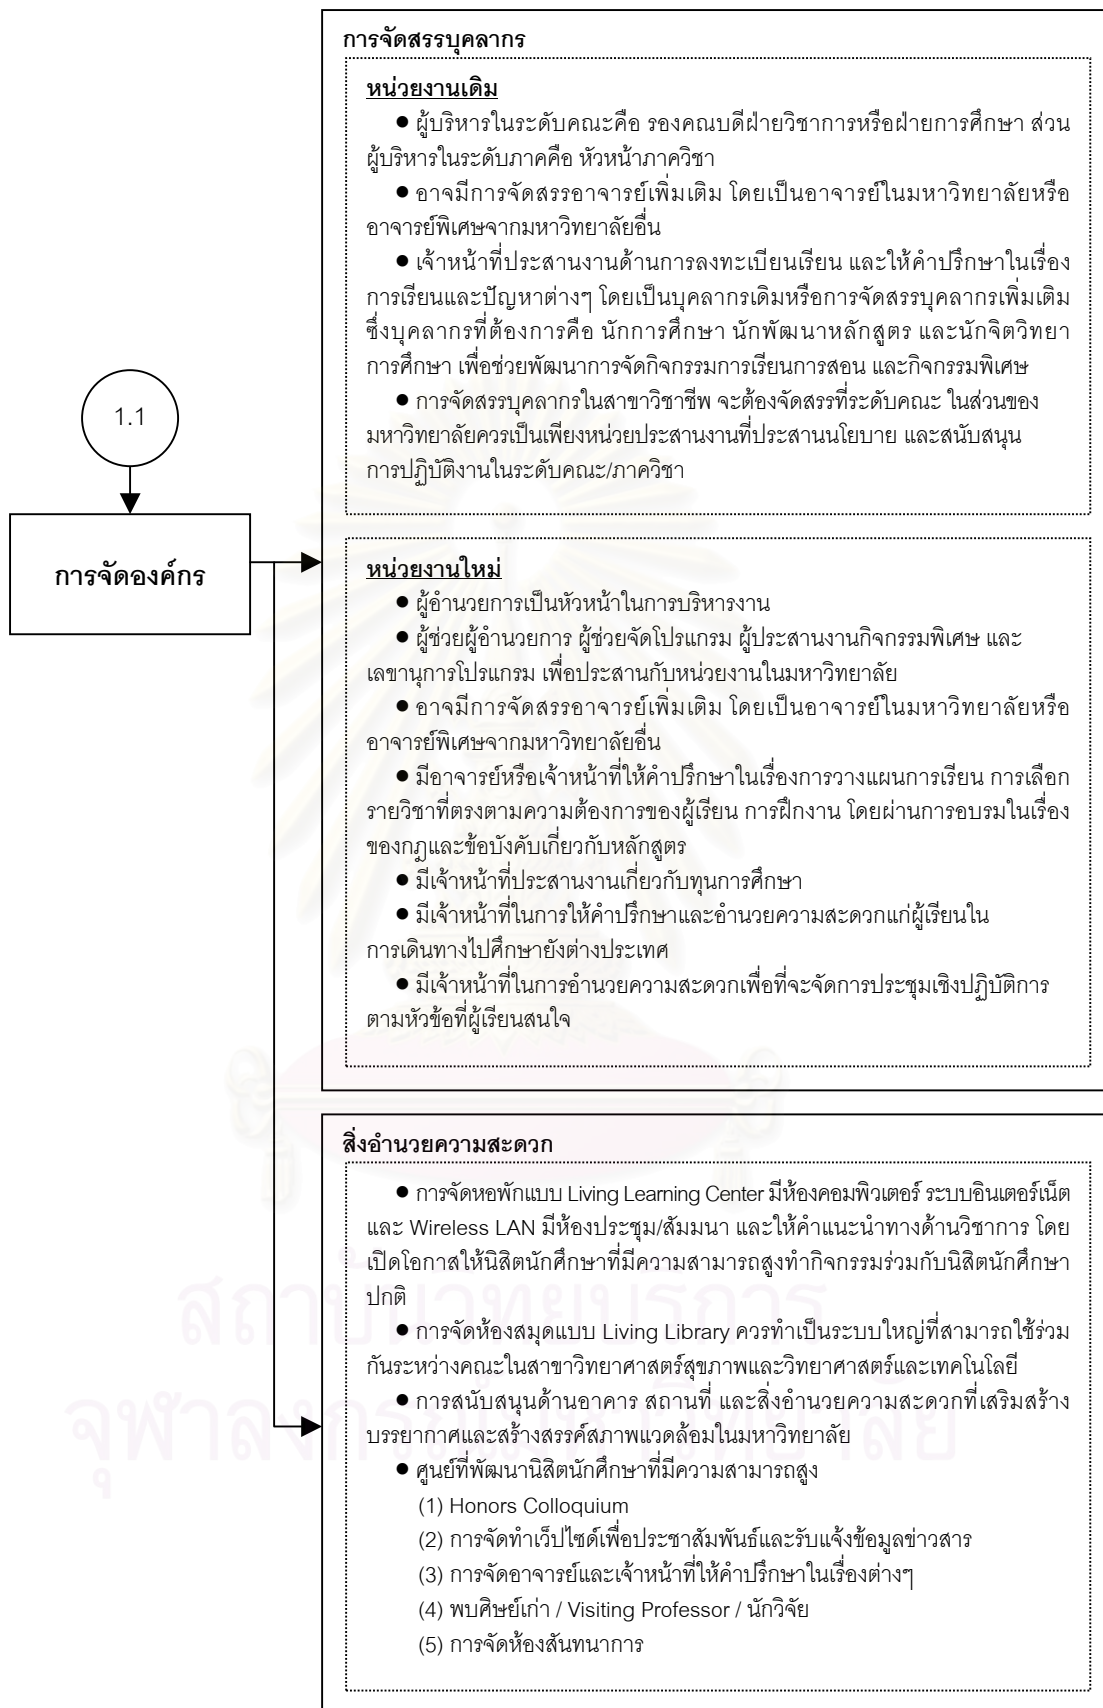 การจัดสรรบุคลากร
หน่วยงานเดิม
● ผู้บริหารในระดับคณะคือ รองคณบดีฝ่ายวิชาการหรือฝ่ายการศึกษา ส่วน
ผู้บริหารในระดับภาคคือ หัวหน้าภาควิชา
● อาจมีการจัดสรรอาจารย์เพิ่มเติม โดยเป็นอาจารย์ในมหาวิทยาลัยหรือ
อาจารย์พิเศษจากมหาวิทยาลัยอื่น
● เจ้าหน้าที่ประสานงานด้านการลงทะเบียนเรียน และให้คำปรึกษาในเรื่อง
การเรียนและปัญหาต่างๆ โดยเป็นบุคลากรเดิมหรือการจัดสรรบุคลากรเพิ่มเติม
ซึ่งบุคลากรที่ต้องการคือ นักการศึกษา นักพัฒนาหลักสูตร และนักจิตวิทยา
การศึกษา เพื่อช่วยพัฒนาการจัดกิจกรรมการเรียนการสอน และกิจกรรมพิเศษ
● การจัดสรรบุคลากรในสาขาวิชาชีพ จะต้องจัดสรรที่ระดับคณะ ในส่วนของ
มหาวิทยาลัยควรเป็นเพียงหน่วยประสานงานที่ประสานนโยบาย และสนับสนุน
การปฏิบัติงานในระดับคณะ/ภาควิชา
1.1
การจัดองค์กร
หน่วยงานใหม่
● ผู้อำนวยการเป็นหัวหน้าในการบริหารงาน
● ผู้ช่วยผู้อำนวยการ ผู้ช่วยจัดโปรแกรม ผู้ประสานงานกิจกรรมพิเศษ และ
เลขานุการโปรแกรม เพื่อประสานกับหน่วยงานในมหาวิทยาลัย
● อาจมีการจัดสรรอาจารย์เพิ่มเติม โดยเป็นอาจารย์ในมหาวิทยาลัยหรือ
อาจารย์พิเศษจากมหาวิทยาลัยอื่น
● มีอาจารย์หรือเจ้าหน้าที่ให้คำปรึกษาในเรื่องการวางแผนการเรียน การเลือก
รายวิชาที่ตรงตามความต้องการของผู้เรียน การฝึกงาน โดยผ่านการอบรมในเรื่อง
ของกฎและข้อบังคับเกี่ยวกับหลักสูตร
● มีเจ้าหน้าที่ประสานงานเกี่ยวกับทุนการศึกษา
● มีเจ้าหน้าที่ในการให้คำปรึกษาและอำนวยความสะดวกแก่ผู้เรียนใน
การเดินทางไปศึกษายังต่างประเทศ
● มีเจ้าหน้าที่ในการอำนวยความสะดวกเพื่อที่จะจัดการประชุมเชิงปฏิบัติการ
ตามหัวข้อที่ผู้เรียนสนใจ
สิ่งอำนวยความสะดวก
● การจัดหอพักแบบ Living Learning Center มีห้องคอมพิวเตอร์ ระบบอินเตอร์เน็ต
และ Wireless LAN มีห้องประชุม/สัมมนา และให้คำแนะนำทางด้านวิชาการ โดย
เปิดโอกาสให้นิสิตนักศึกษาที่มีความสามารถสูงทำกิจกรรมร่วมกับนิสิตนักศึกษา
ปกติ
● การจัดห้องสมุดแบบ Living Library ควรทำเป็นระบบใหญ่ที่สามารถใช้ร่วม
กันระหว่างคณะในสาขาวิทยาศาสตร์สุขภาพและวิทยาศาสตร์และเทคโนโลยี
● การสนับสนุนด้านอาคาร สถานที่ และสิ่งอำนวยความสะดวกที่เสริมสร้าง
บรรยากาศและสร้างสรรค์สภาพแวดล้อมในมหาวิทยาลัย
● ศูนย์ที่พัฒนานิสิตนักศึกษาที่มีความสามารถสูง
(1) Honors Colloquium
(2) การจัดทำเว็ปไซด์เพื่อประชาสัมพันธ์และรับแจ้งข้อมูลข่าวสาร
(3) การจัดอาจารย์และเจ้าหน้าที่ให้คำปรึกษาในเรื่องต่างๆ
(4) พบศิษย์เก่า / Visiting Professor / นักวิจัย
(5) การจัดห้องสันทนาการ
สถาบันวิทยบริการ
จุฬาลงกรณ์มหาวิทยาลัย